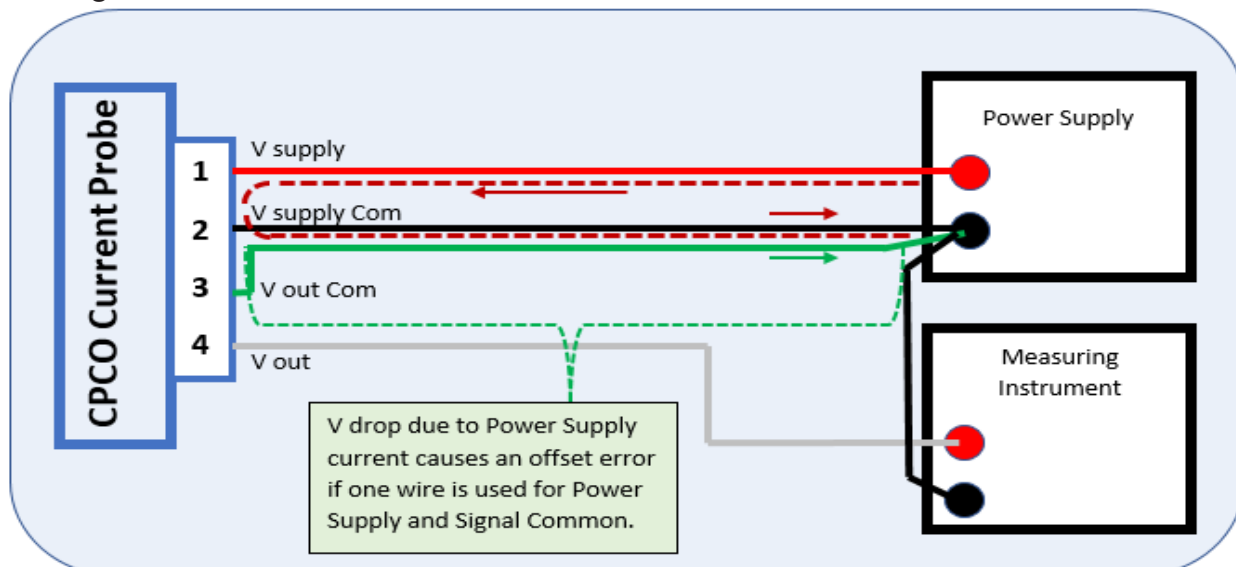 CPCO Current Probe
1
V supply
2
V supply Com
3
V out Com
4
V out
Power Supply
Measuring
Instrument
V drop due to Power Supply
current causes an offset error
if one wire is used for Power
Supply and Signal Common.